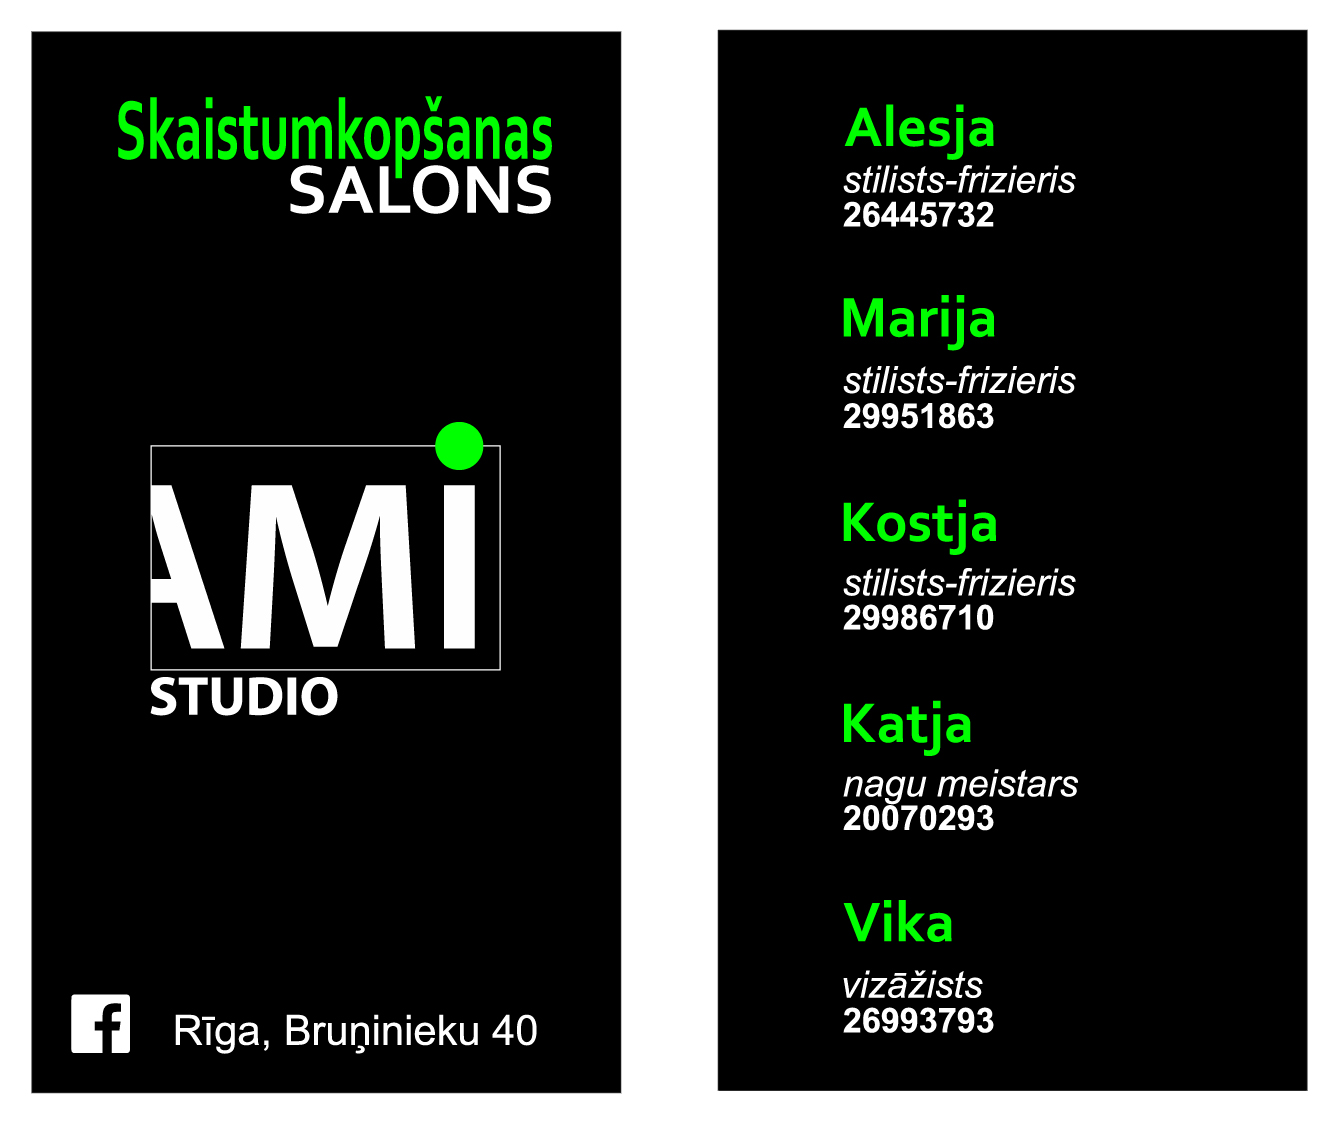 Skaistumkopšanas
SALONS
AMI
STUDIO
Rīga, Bruņinieku 40
Alesja
stilists-frizieris
26445732
Marija
stilists-frizieris
29951863
Kostja
stilists-frizieris
29986710
Katja
nagu meistars
20070293
Vika
vizāžists
26993793